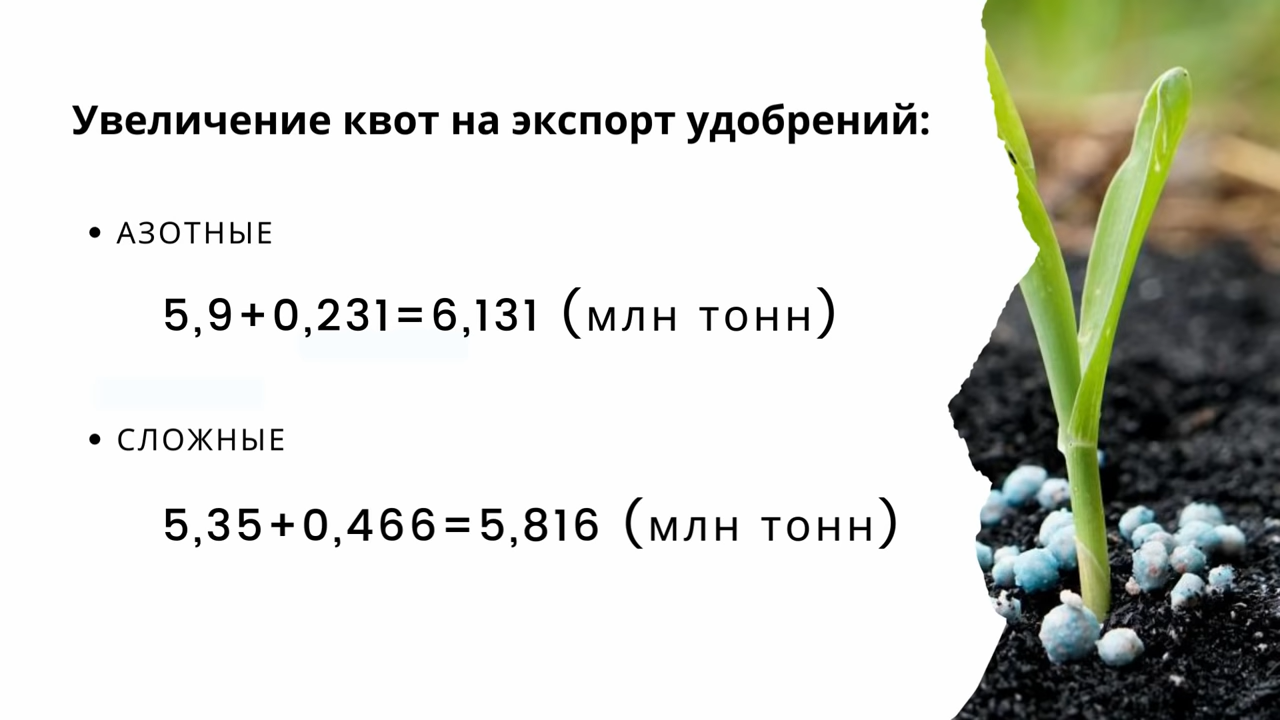 Увеличение квот на экспорт удобрений:
• АЗОТНЫЕ
5,9+0,231=6,131 (млн тонн)
• СЛОЖНЫЕ
5,35+0,466=5,816 (млн тонн)